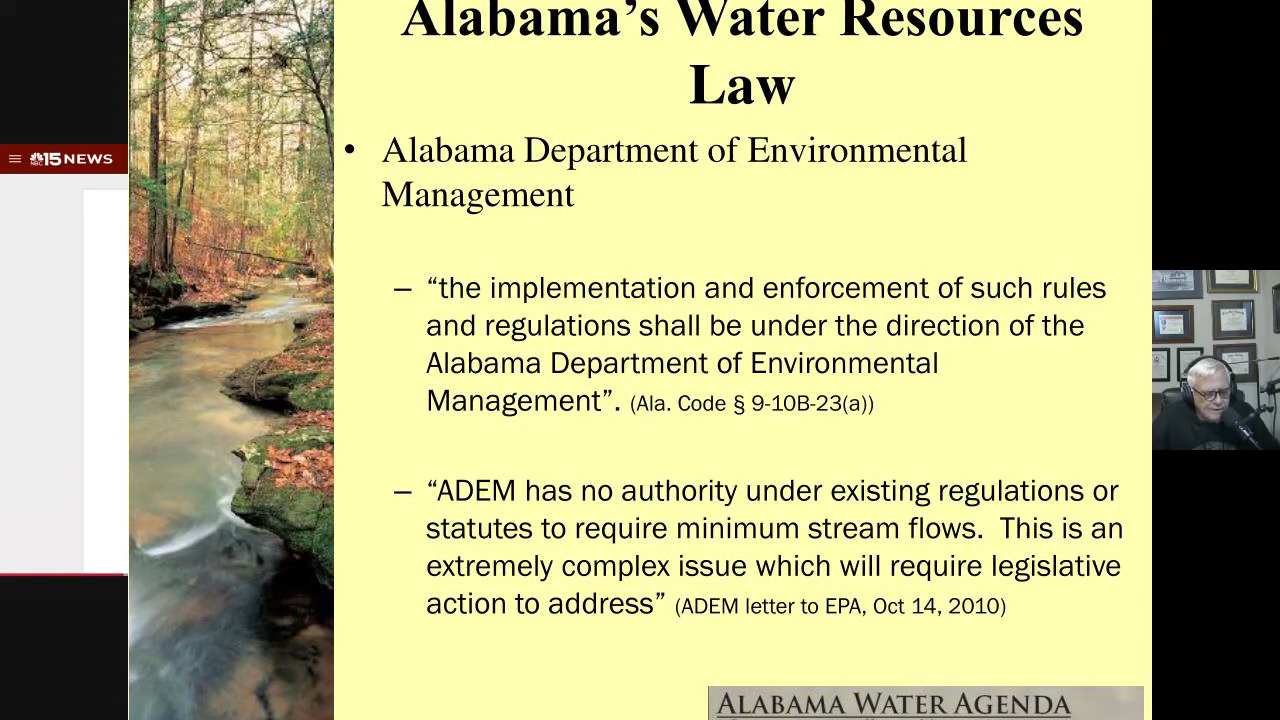 Alabama’s Water Resources
Law
• Alabama Department of Environmental
Management
– “the implementation and enforcement of such rules
and regulations shall be under the direction of the
Alabama Department of Environmental
Management”. (Ala. Code § 9-10B-23(a))
– “ADEM has no authority under existing regulations or
statutes to require minimum stream flows.  This is an
extremely complex issue which will require legislative
action to address” (ADEM letter to EPA, Oct 14, 2010)
ALABAMA WATER AGENDA
NBC 15 NEWS